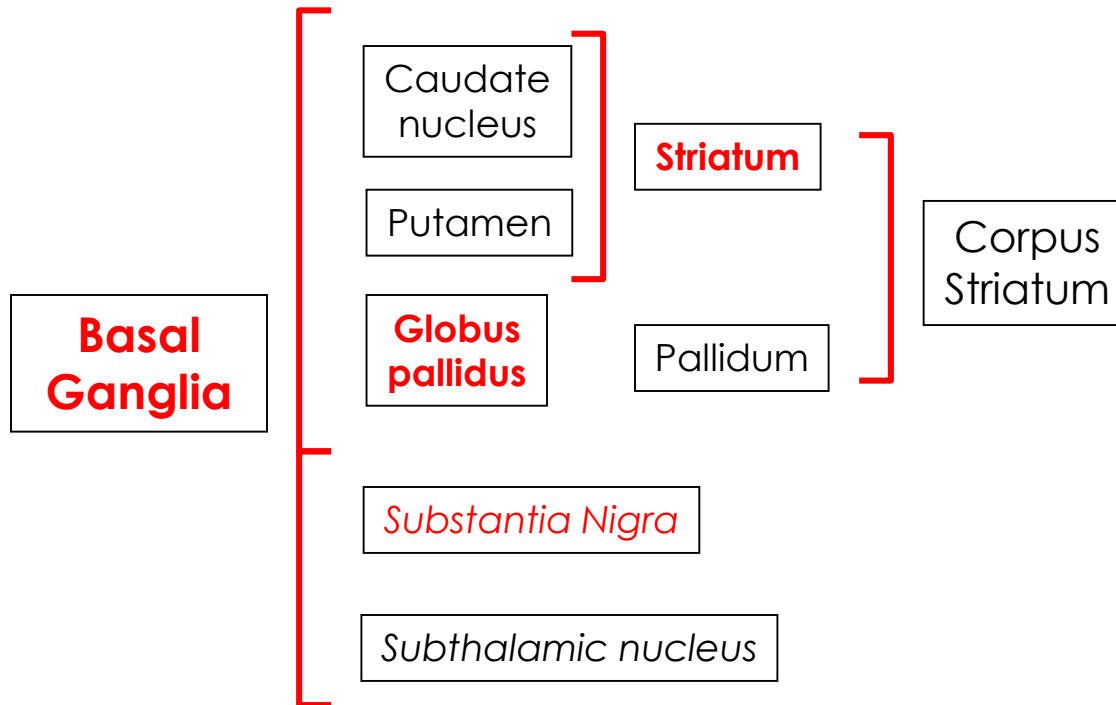 Caudate
nucleus
Striatum
Putamen
Corpus
Striatum
Basal
Ganglia
Globus
pallidus
Pallidum
Substantia Nigra
Subthalamic nucleus